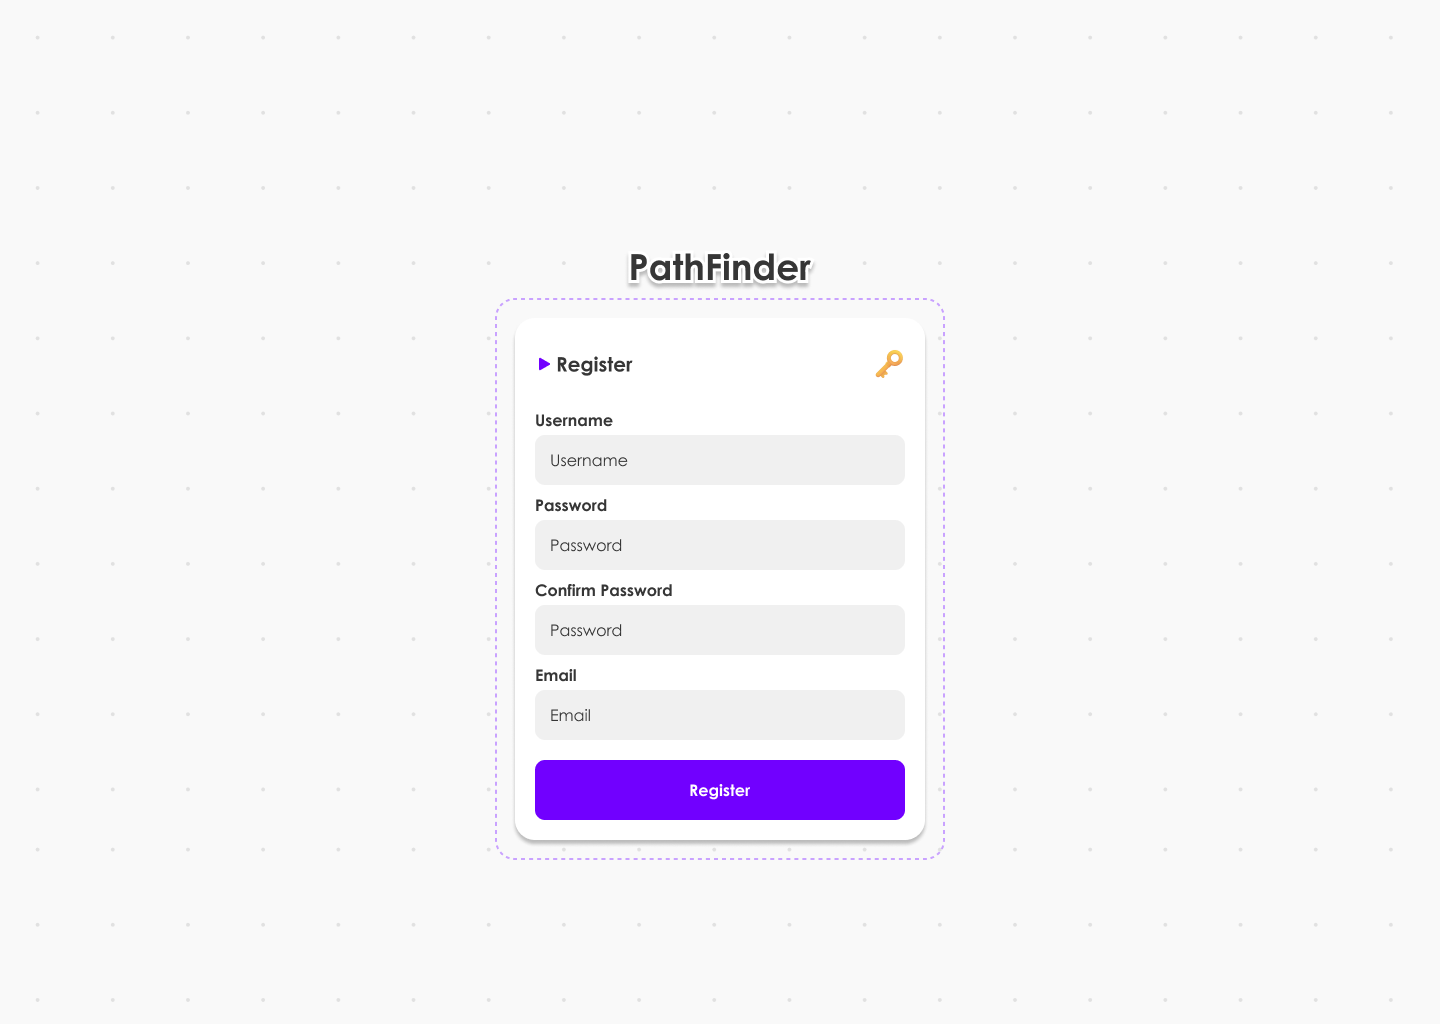 PathFinder
Register
Username
Username
Password
Password
Confirm Password
Password
Email
Email
Register